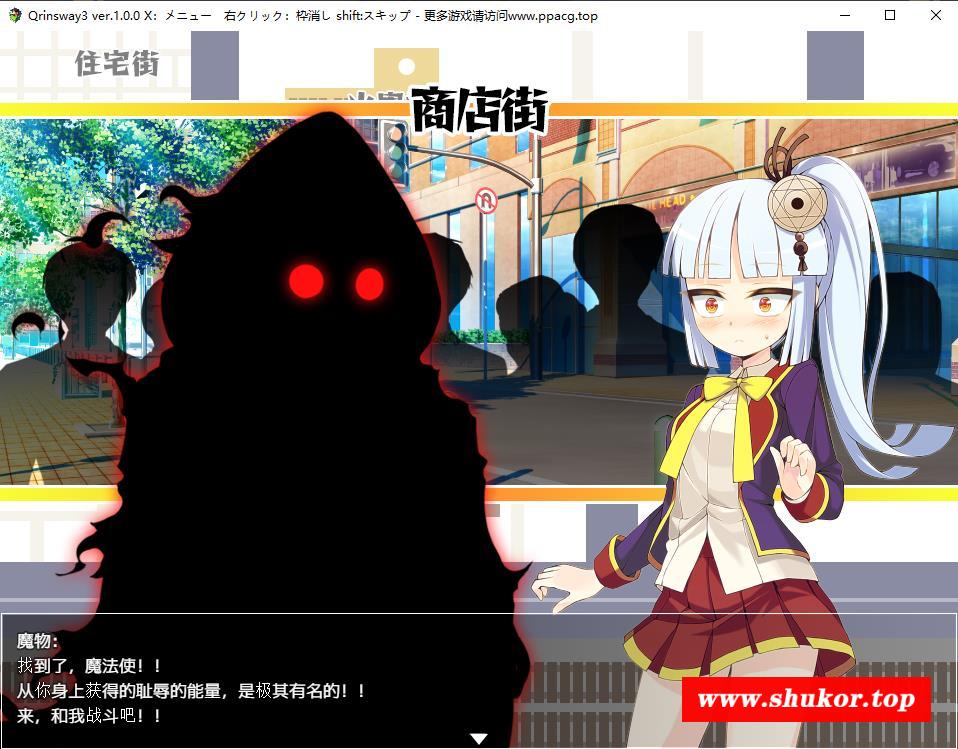 Qrinsway3 ver.1.0.0 X：メニュー　右クリック：枠消し shift:スキップ - 更多游戏请访问www.ppacg.top
住宅街
商店街
HEAD &
魔物：
找到了，魔法使！！
从你身上获得的耻辱的能量，是极其有名的！！
来，和我战斗吧！！
www.shukor.top